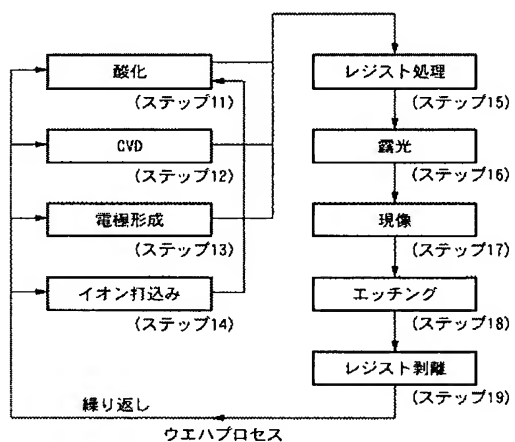 酸化
(ステップ11)
CVD
(ステップ12)
電極形成
(ステップ13)
イオン打込み
(ステップ14)
レジスト処理
(ステップ15)
露光
(ステップ16)
現像
(ステップ17)
エッチング
(ステップ18)
レジスト剥離
(ステップ19)
繰り返し
ウエハプロセス